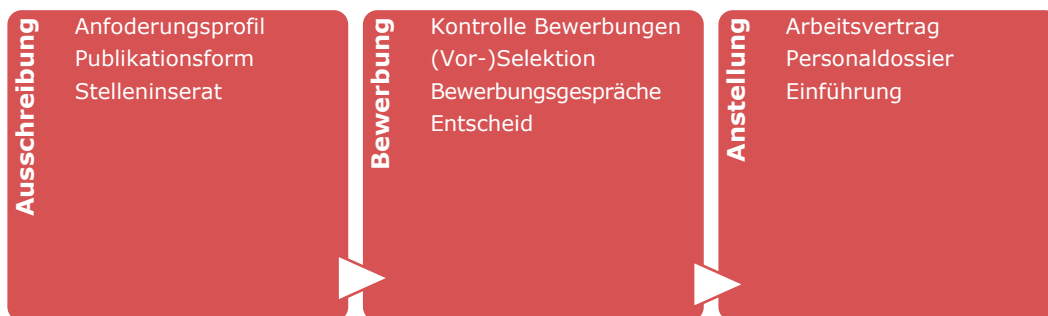 Ausschreibung
Anfoderungsprofil
Publikationsform
Stelleninserat
Bewerbung
Kontrolle Bewerbungen
(Vor-)Selektion
Bewerbungsgespräche
Entscheid
Anstellung
Arbeitsvertrag
Personaldossier
Einführung